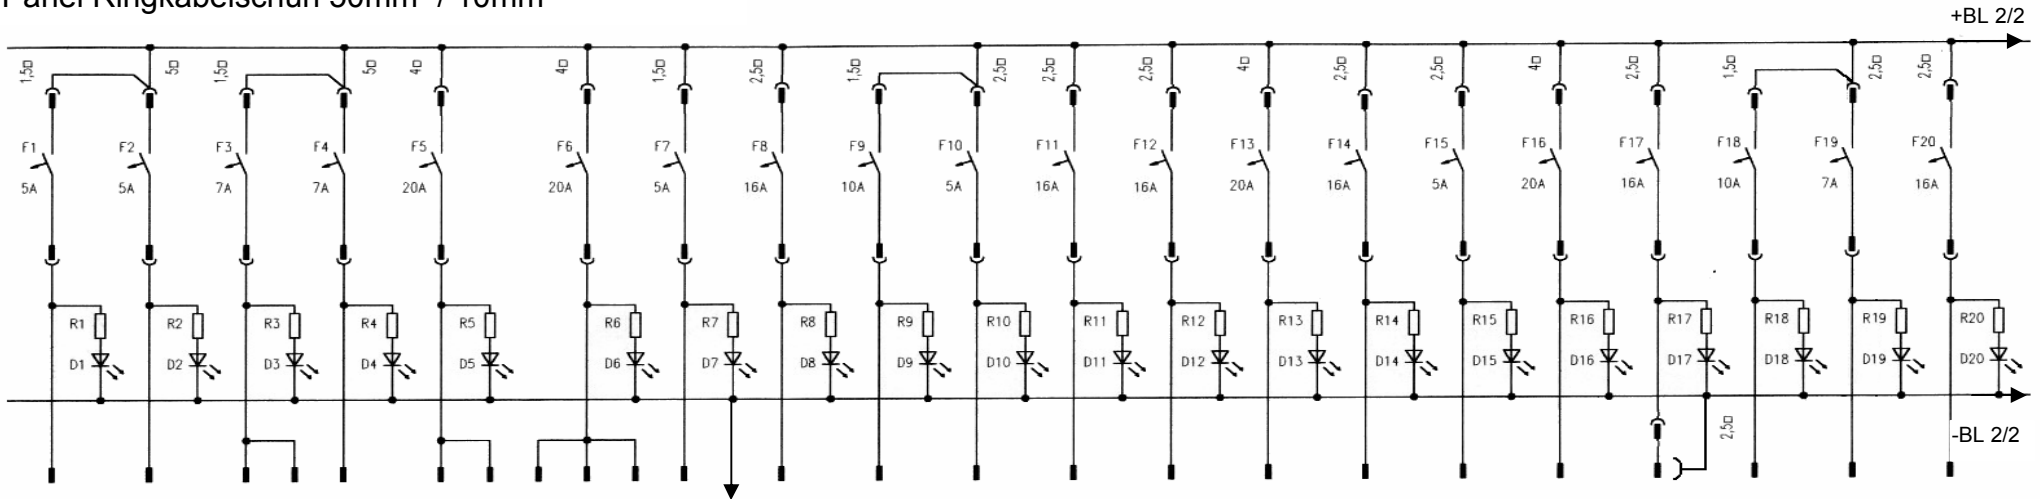 Panel Ringkabelschuh 50mm² / 10mm
+BL 2/2
1,5□ 5□ 1,5□ 5□ 4□ 4□ 1,5□ 2,5□ 1,5□ 2,5□ 2,5□ 2,5□ 4□ 2,5□ 2,5□ 4□ 2,5□ 1,5□ 2,5□ 2,5□
F1 F2 F3 F4 F5 F6 F7 F8 F9 F10 F11 F12 F13 F14 F15 F16 F17 F18 F19 F20
5A 5A 7A 7A 20A 20A 5A 16A 10A 5A 16A 16A 20A 16A 5A 20A 16A 10A 7A 16A
R1 R2 R3 R4 R5 R6 R7 R8 R9 R10 R11 R12 R13 R14 R15 R16 R17 R18 R19 R20
D1 D2 D3 D4 D5 D6 D7 D8 D9 D10 D11 D12 D13 D14 D15 D16 D17 D18 D19 D20
2,5□
-BL 2/2